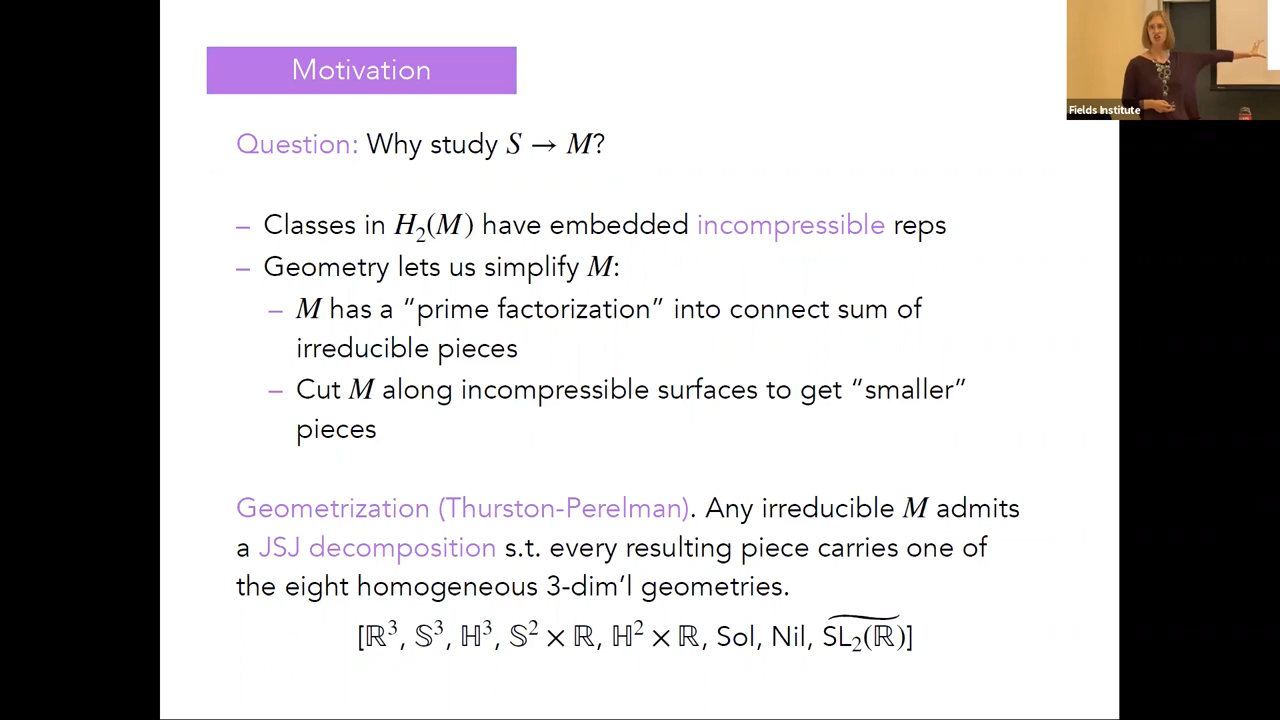 Motivation
Fields Institute
Question: Why study S → M?
– Classes in H₂(M) have embedded incompressible reps
– Geometry lets us simplify M:
– M has a “prime factorization” into connect sum of
irreducible pieces
– Cut M along incompressible surfaces to get “smaller”
pieces
Geometrization (Thurston-Perelman). Any irreducible M admits
a JSJ decomposition s.t. every resulting piece carries one of
the eight homogeneous 3-dim’l geometries.
[ℝ³, 𝕊³, ℍ³, 𝕊² × ℝ, ℍ² × ℝ, Sol, Nil, S͠L₂(ℝ)]